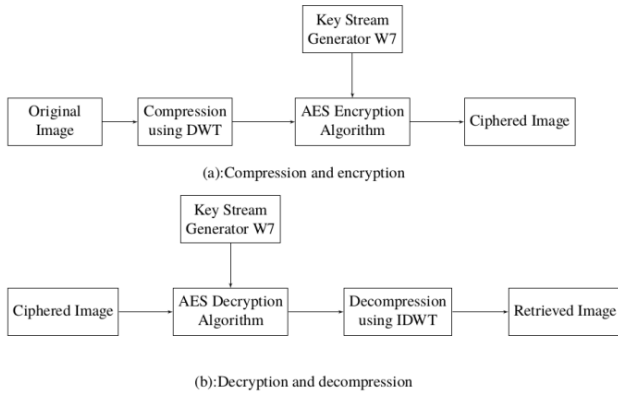 Key Stream
Generator W7
Original
Image
Compression
using DWT
AES Encryption
Algorithm
Ciphered Image
(a):Compression and encryption
Key Stream
Generator W7
Ciphered Image
AES Decryption
Algorithm
Decompression
using IDWT
Retrieved Image
(b):Decryption and decompression